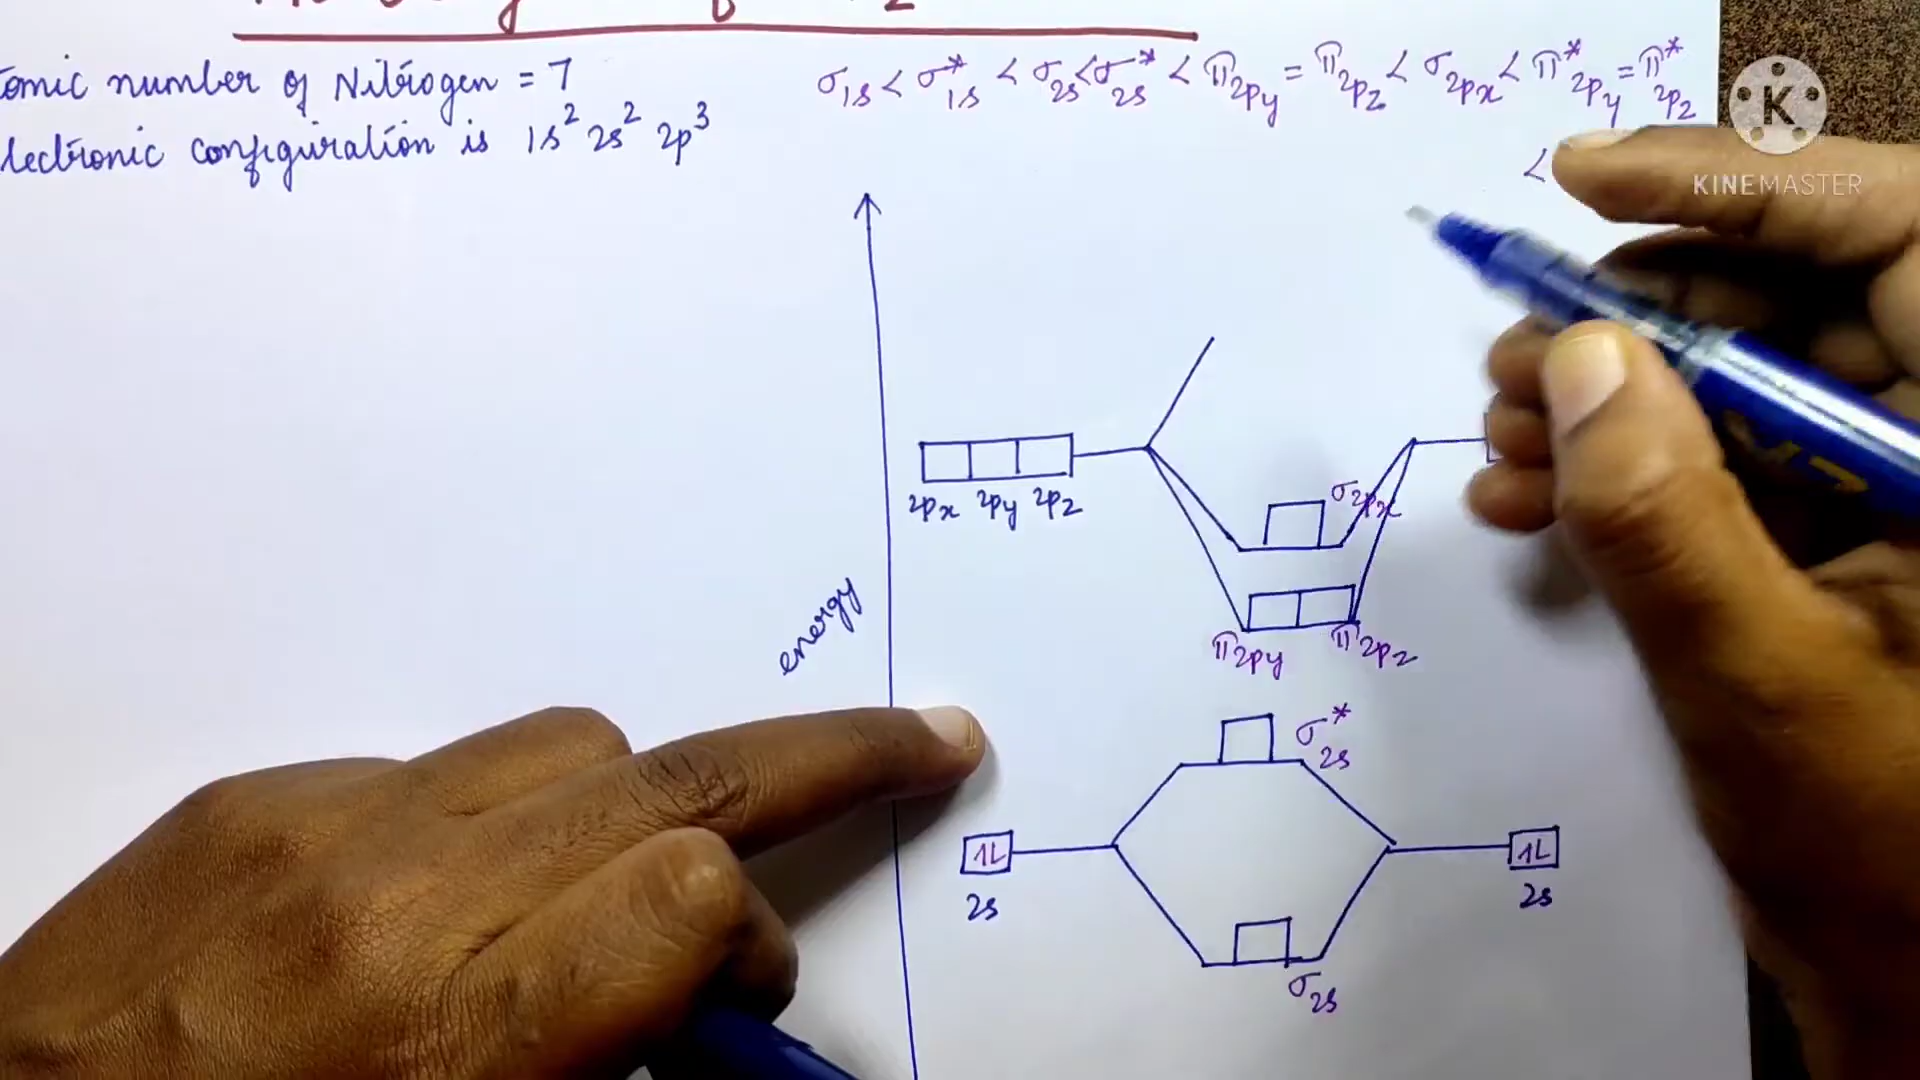 tomic number of Nitrogen = 7
lectronic configuration is 1s² 2s² 2p³
σ1s < σ*1s < σ2s < σ*2s < π2py = π2pz < σ2px < π*2py = π*2pz
<
K
KINEMASTER
2px 2py 2pz
σ2px
energy
π2py π2pz
σ*2s
1L 1L
2s 2s
σ2s